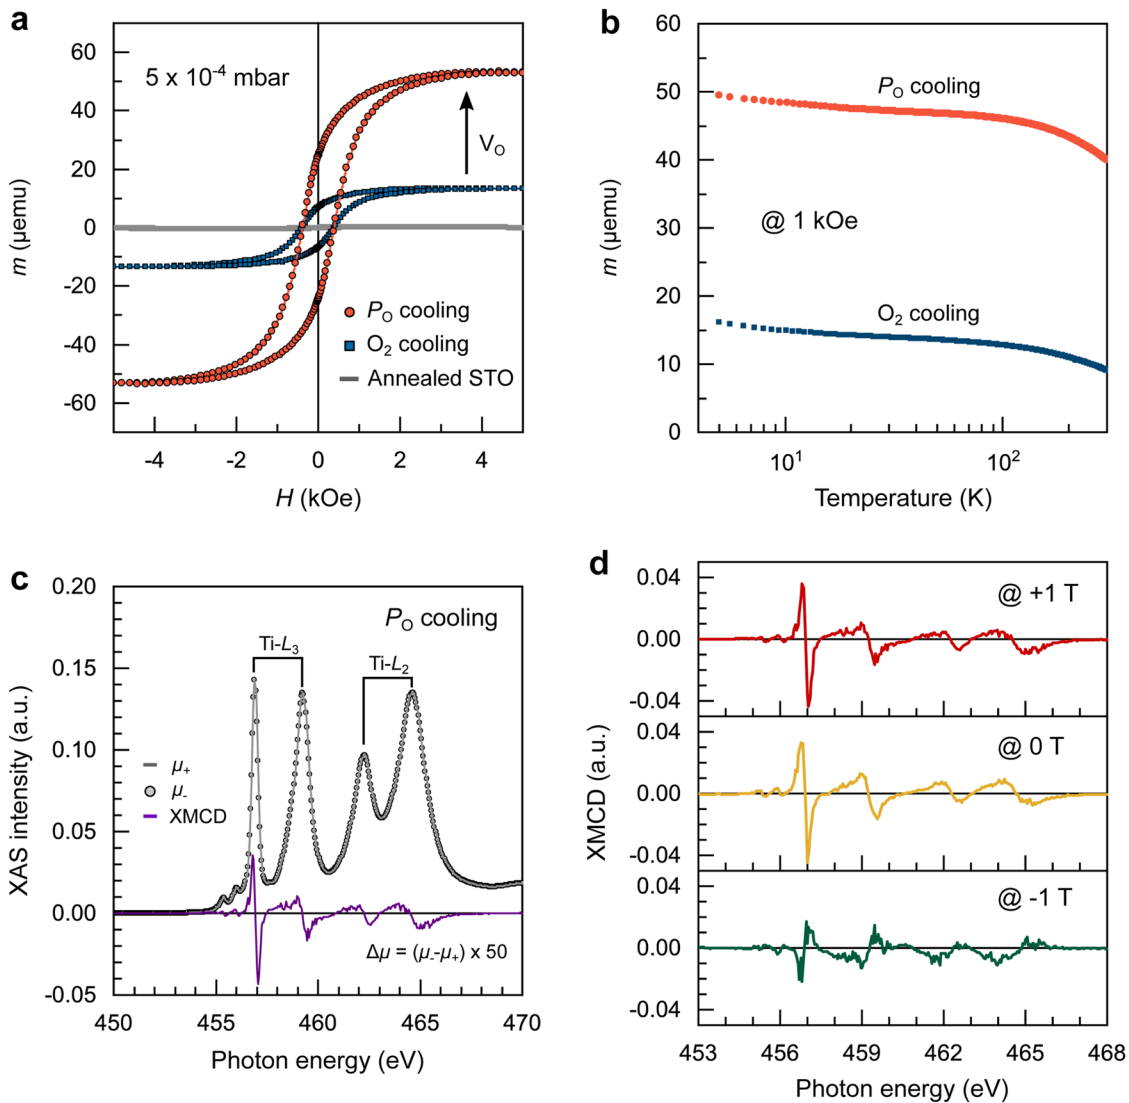 a
5 x 10⁻⁴ mbar
V_O
P_O cooling
O₂ cooling
Annealed STO
60
40
20
0
-20
-40
-60
m (µemu)
-4 -2 0 2 4
H (kOe)
b
P_O cooling
@ 1 kOe
O₂ cooling
60
50
40
30
20
10
0
m (µemu)
10¹ 10²
Temperature (K)
c
P_O cooling
Ti-L₃
Ti-L₂
µ₊
µ₋
XMCD
Δµ = (µ₋-µ₊) x 50
0.20
0.15
0.10
0.05
0.00
-0.05
XAS intensity (a.u.)
450 455 460 465 470
Photon energy (eV)
d
@ +1 T
0.04
0.00
-0.04
@ 0 T
0.04
0.00
-0.04
@ -1 T
0.04
0.00
-0.04
XMCD (a.u.)
453 456 459 462 465 468
Photon energy (eV)